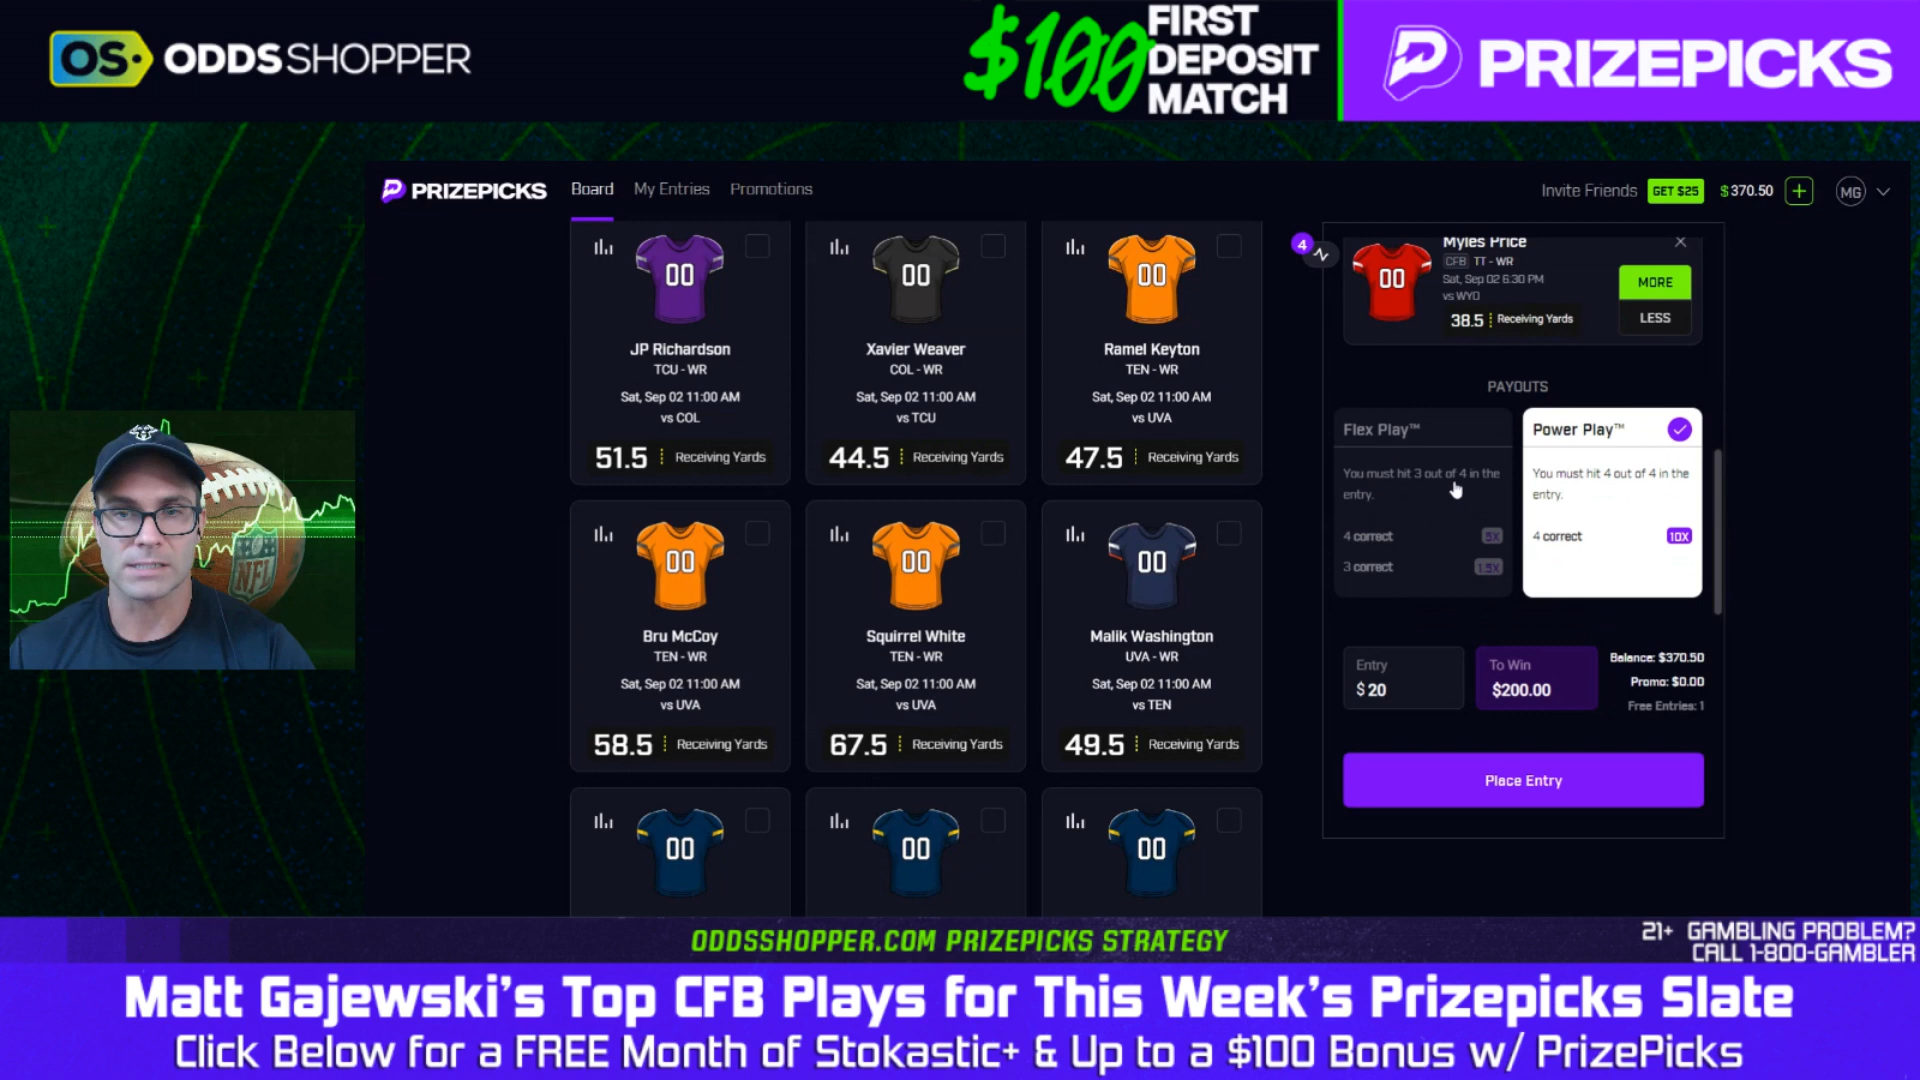 OS ODDSSHOPPER
$100 FIRST
DEPOSIT
MATCH
PRIZEPICKS
PRIZEPICKS Board My Entries Promotions
Invite Friends GET $25 $370.50 + MG
00
JP Richardson
TCU - WR
Sat, Sep 02 11:00 AM
vs COL
51.5 Receiving Yards
00
Xavier Weaver
COL - WR
Sat, Sep 02 11:00 AM
vs TCU
44.5 Receiving Yards
00
Ramel Keyton
TEN - WR
Sat, Sep 02 11:00 AM
vs UVA
47.5 Receiving Yards
00
Bru McCoy
TEN - WR
Sat, Sep 02 11:00 AM
vs UVA
58.5 Receiving Yards
00
Squirrel White
TEN - WR
Sat, Sep 02 11:00 AM
vs UVA
67.5 Receiving Yards
00
Malik Washington
UVA - WR
Sat, Sep 02 11:00 AM
vs TEN
49.5 Receiving Yards
00
00
00
4
00
Myles Price
CFB TT - WR
Sat, Sep 02 6:30 PM
vs WYO
38.5 Receiving Yards
MORE
LESS
PAYOUTS
Flex Play™
You must hit 3 out of 4 in the
entry.
4 correct 5X
3 correct 1.5X
Power Play™
You must hit 4 out of 4 in the
entry.
4 correct 10X
Entry
$ 20
To Win
$200.00
Balance: $370.50
Promo: $0.00
Free Entries: 1
Place Entry
NFL
ODDSSHOPPER.COM PRIZEPICKS STRATEGY
21+ GAMBLING PROBLEM?
CALL 1-800-GAMBLER
Matt Gajewski's Top CFB Plays for This Week's Prizepicks Slate
Click Below for a FREE Month of Stokastic+ & Up to a $100 Bonus w/ PrizePicks